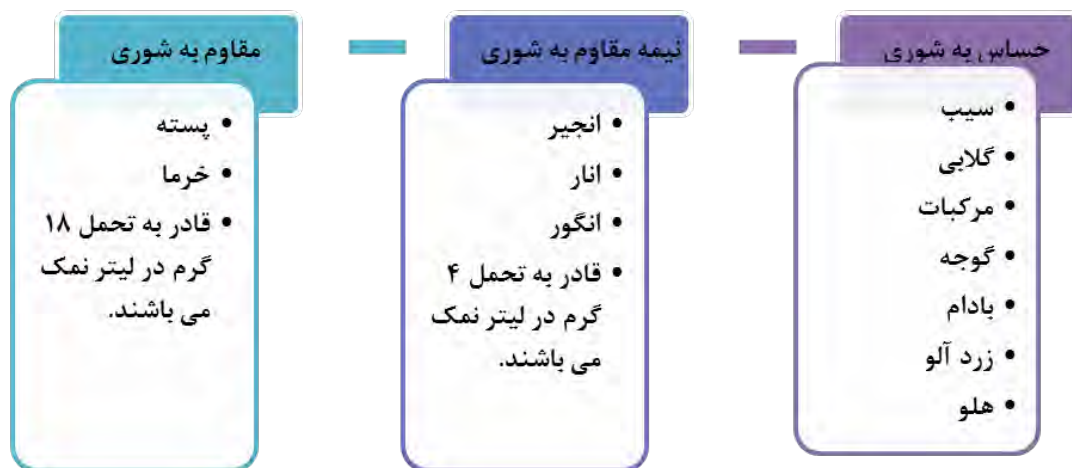 حساس به شوری
• سیب
• گلابی
• مرکبات
• گوجه
• بادام
• زرد آلو
• هلو
نیمه مقاوم به شوری
• انجیر
• انار
• انگور
• قادر به تحمل ۴
گرم در لیتر نمک
می باشند.
مقاوم به شوری
• پسته
• خرما
• قادر به تحمل ۱۸
گرم در لیتر نمک
می باشند.